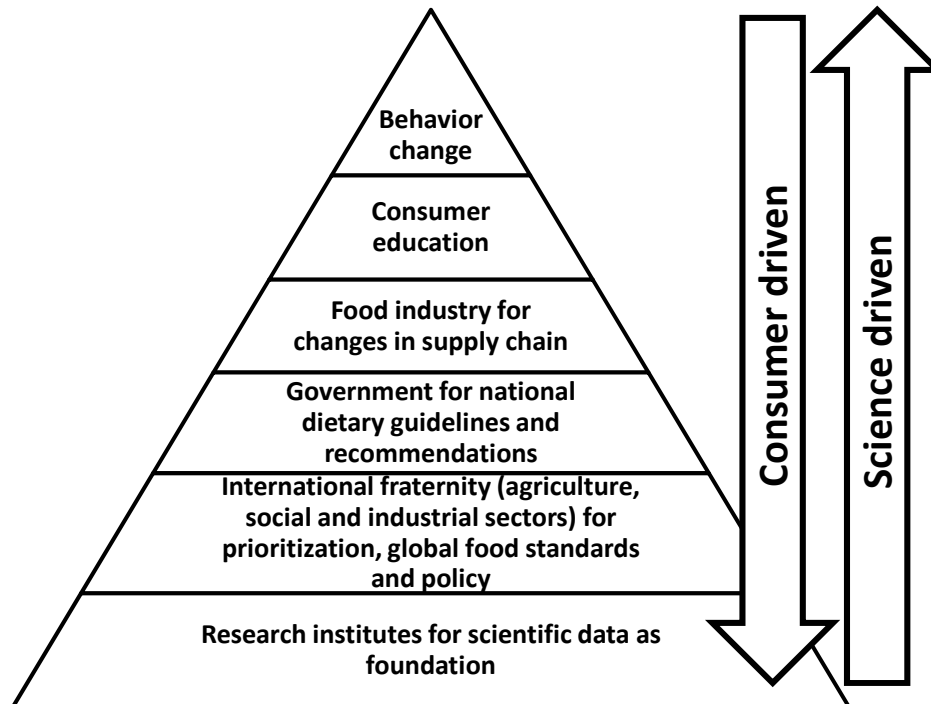 Behavior
change
Consumer
education
Food industry for
changes in supply chain
Government for national
dietary guidelines and
recommendations
International fraternity (agriculture,
social and industrial sectors) for
prioritization, global food standards
and policy
Research institutes for scientific data as
foundation
Consumer driven
Science driven